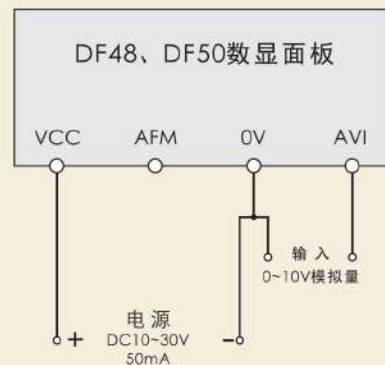 DF48、DF50数显面板
VCC AFM 0V AVI
输入
0~10V模拟量
电源
+ DC10~30V -
50mA